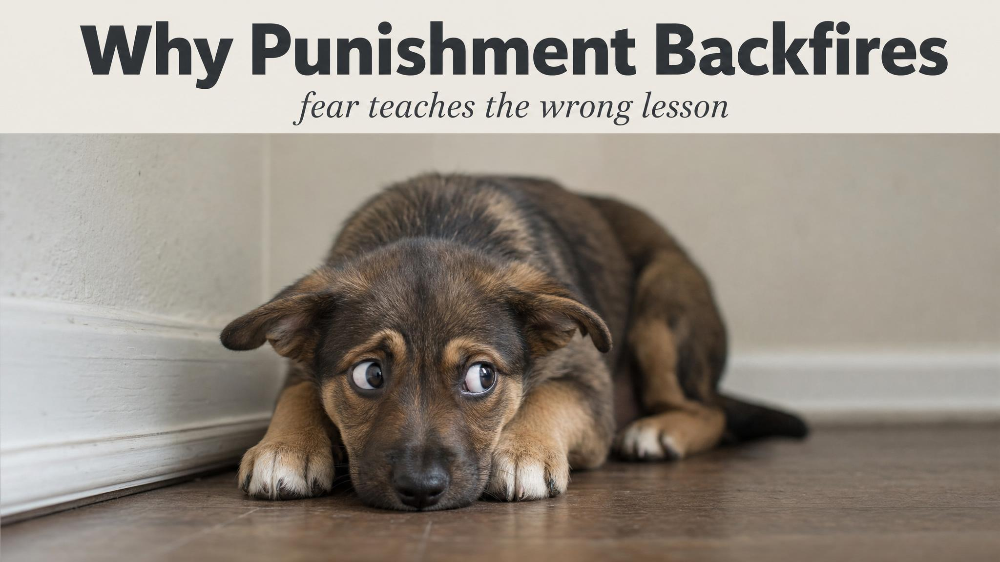 Why Punishment Backfires
fear teaches the wrong lesson